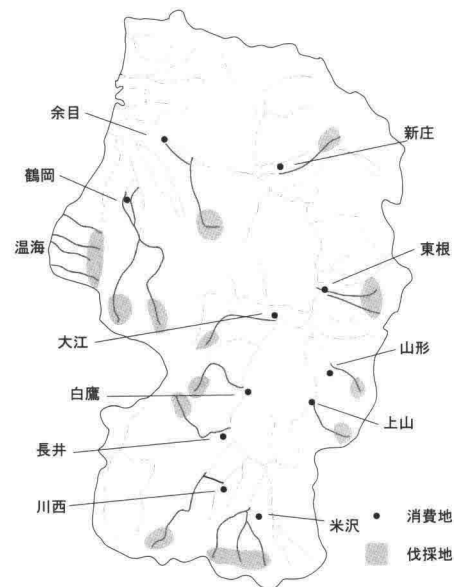 余目
新庄
鶴岡
温海
東根
大江
山形
白鷹
上山
長井
川西
米沢
消費地
伐採地